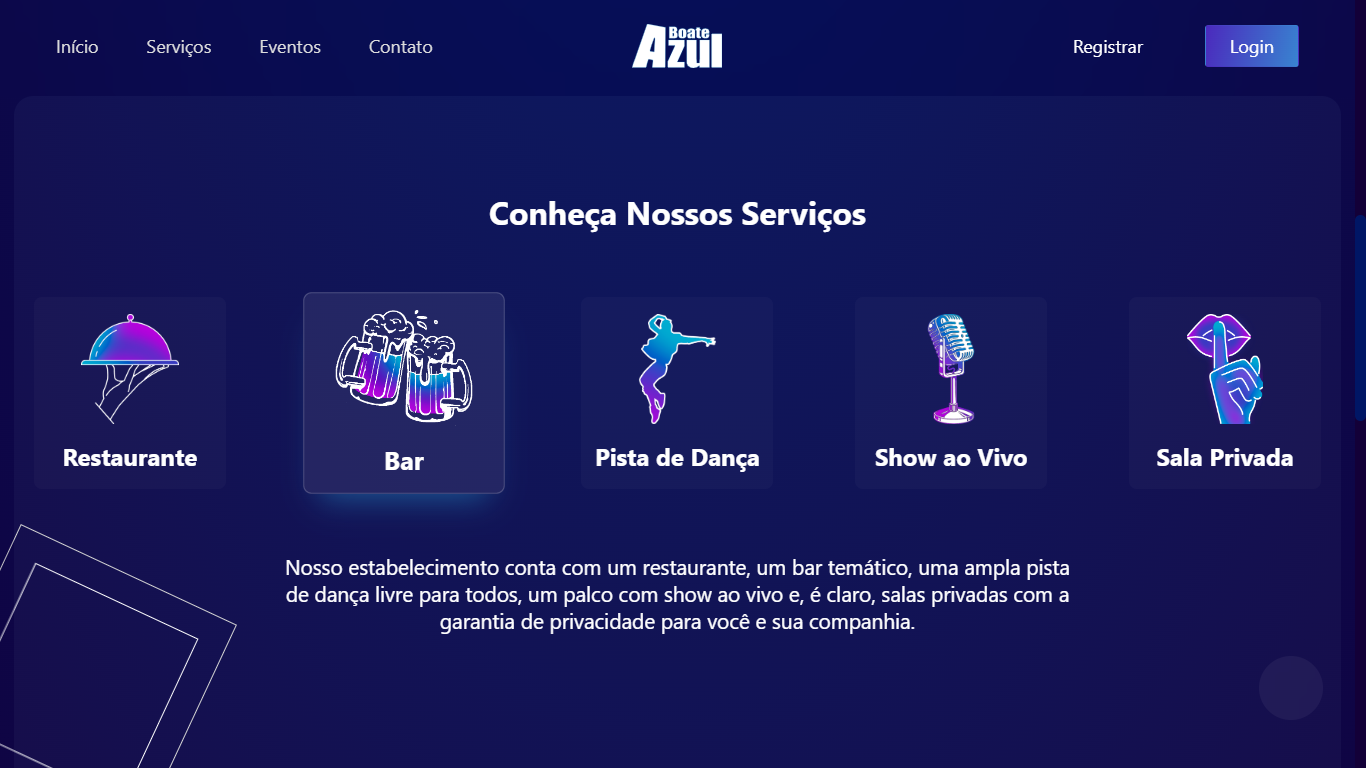 Início
Serviços
Eventos
Contato
Boate
Azul
Registrar
Login
Conheça Nossos Serviços
Restaurante
Bar
Pista de Dança
Show ao Vivo
Sala Privada
Nosso estabelecimento conta com um restaurante, um bar temático, uma ampla pista
de dança livre para todos, um palco com show ao vivo e, é claro, salas privadas com a
garantia de privacidade para você e sua companhia.